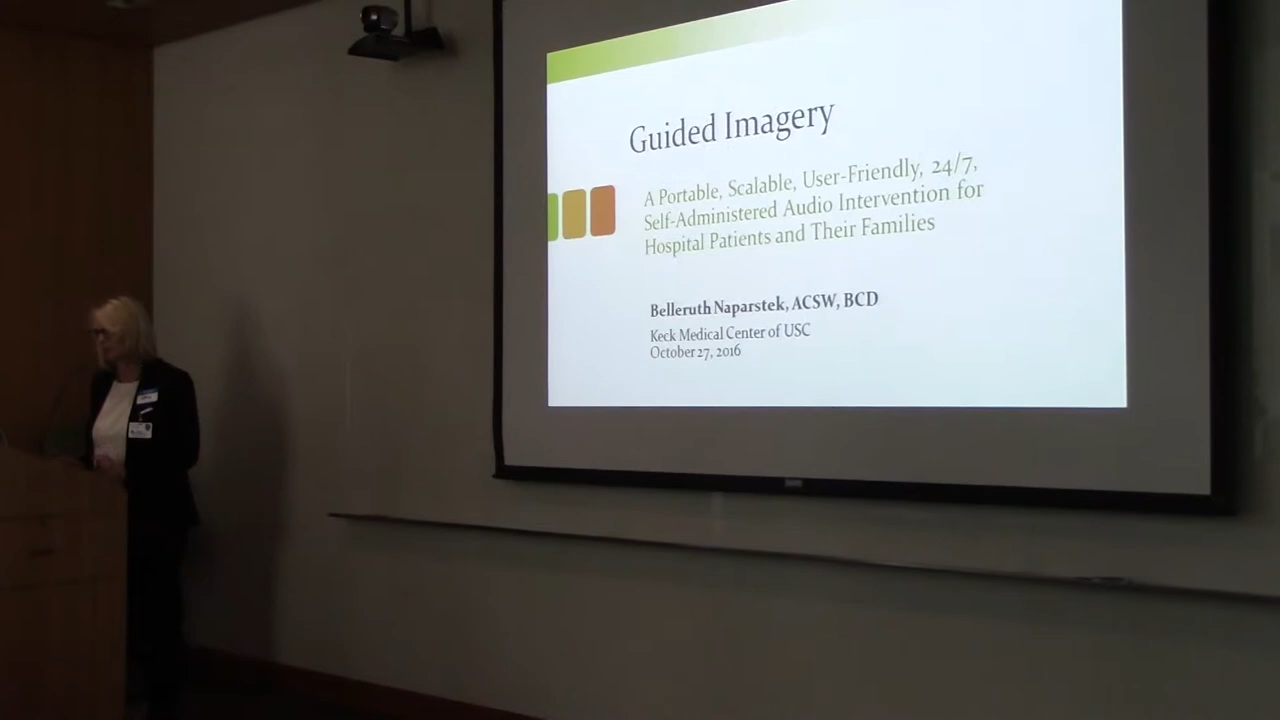 Guided Imagery
A Portable, Scalable, User-Friendly, 24/7,
Self-Administered Audio Intervention for
Hospital Patients and Their Families
Belleruth Naparstek, ACSW, BCD
Keck Medical Center of USC
October 27, 2016